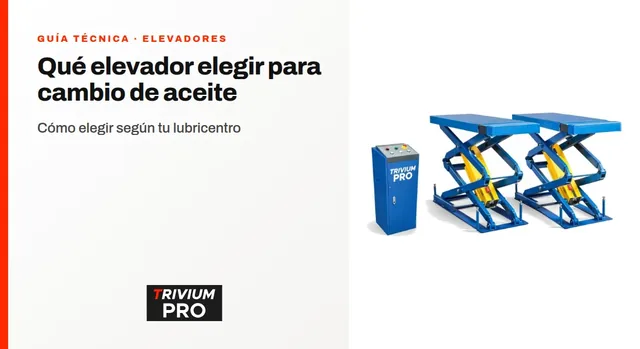 GUÍA TÉCNICA · ELEVADORES
Qué elevador elegir para
cambio de aceite
Cómo elegir según tu lubricentro
TRIVIUM
PRO
TRIVIUM
PRO